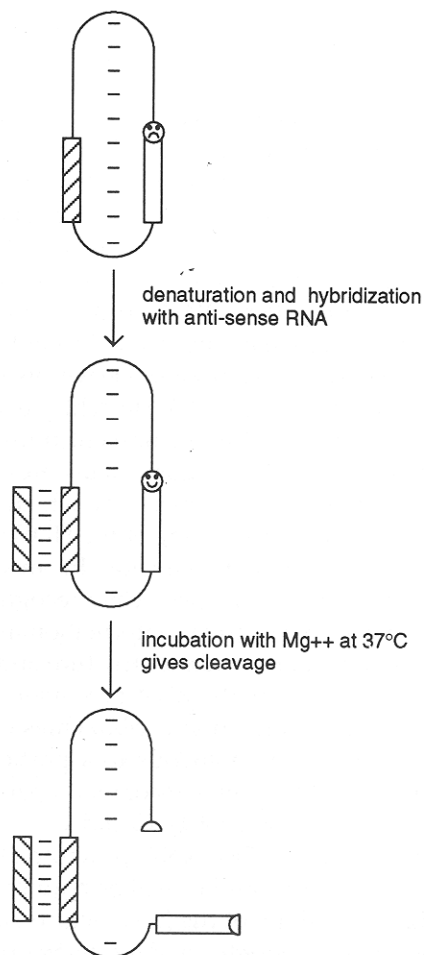 denaturation and hybridization
with anti-sense RNA
incubation with Mg++ at 37°C
gives cleavage